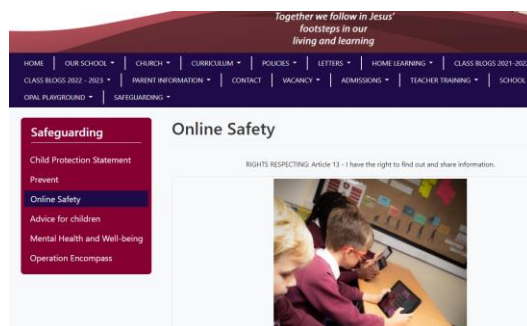 Together we follow in Jesus'
footsteps in our
living and learning
HOME OUR SCHOOL CHURCH CURRICULUM POLICIES LETTERS HOME LEARNING CLASS BLOGS 2021-202
CLASS BLOGS 2022 - 2023 PARENT INFORMATION CONTACT VACANCY ADMISSIONS TEACHER TRAINING SCHOOL
OPAL PLAYGROUND SAFEGUARDING
Safeguarding
Child Protection Statement
Prevent
Online Safety
Advice for children
Mental Health and Well-being
Operation Encompass
Online Safety
RIGHTS RESPECTING: Article 13 - I have the right to find out and share information.